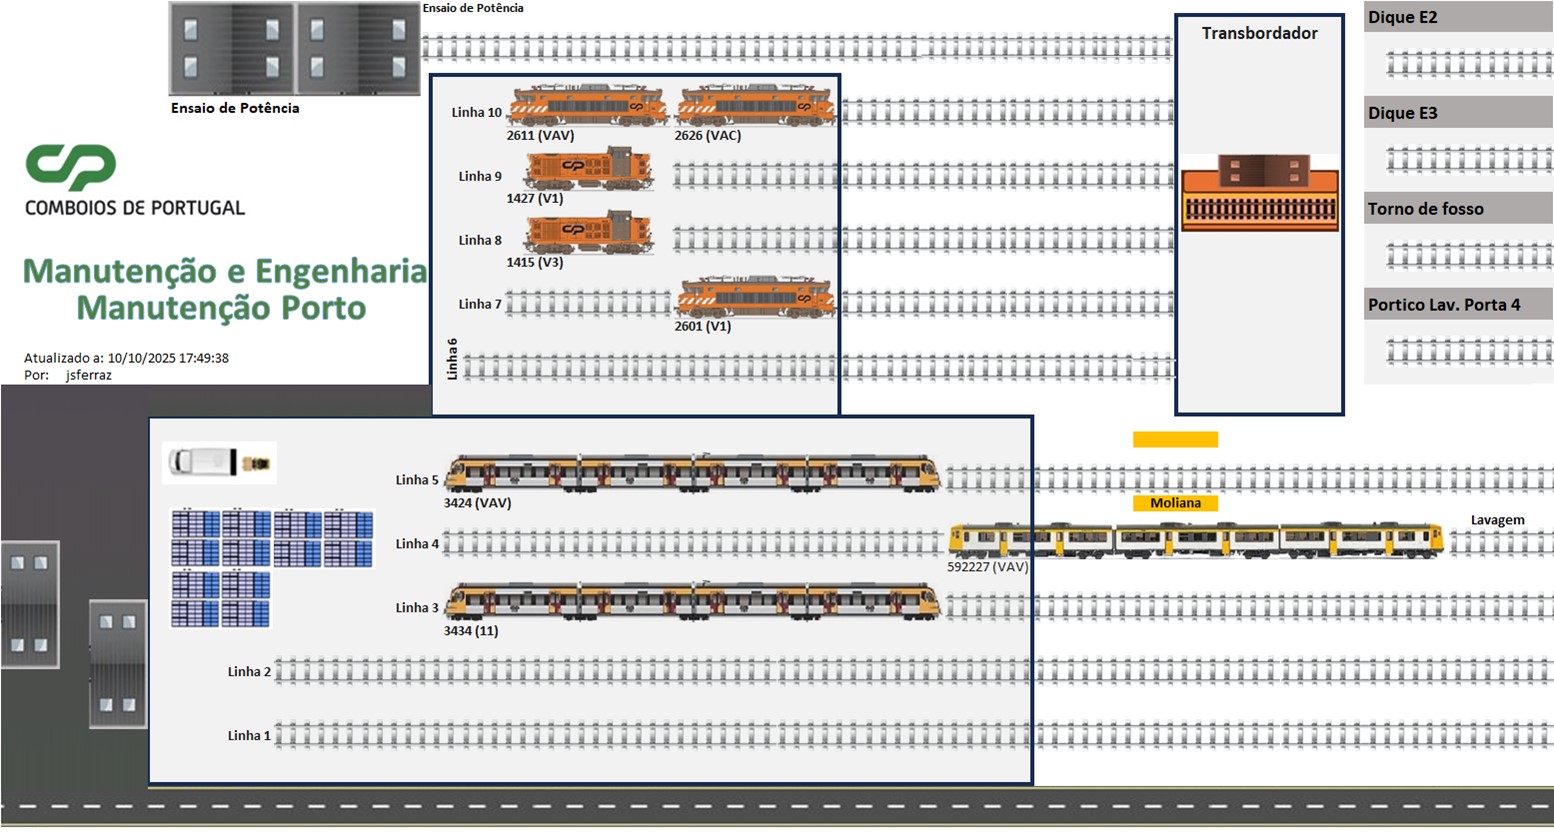 Ensaio de Potência
Ensaio de Potência
CP
COMBOIOS DE PORTUGAL
Manutenção e Engenharia
Manutenção Porto
Atualizado a: 10/10/2025 17:49:38
Por: jsferraz
Linha 10
2611 (VAV)
2626 (VAC)
Linha 9
1427 (V1)
Linha 8
1415 (V3)
Linha 7
2601 (V1)
Linha6
Transbordador
Dique E2
Dique E3
Torno de fosso
Portico Lav. Porta 4
Linha 5
3424 (VAV)
Moliana
Lavagem
Linha 4
592227 (VAV)
Linha 3
3434 (11)
Linha 2
Linha 1